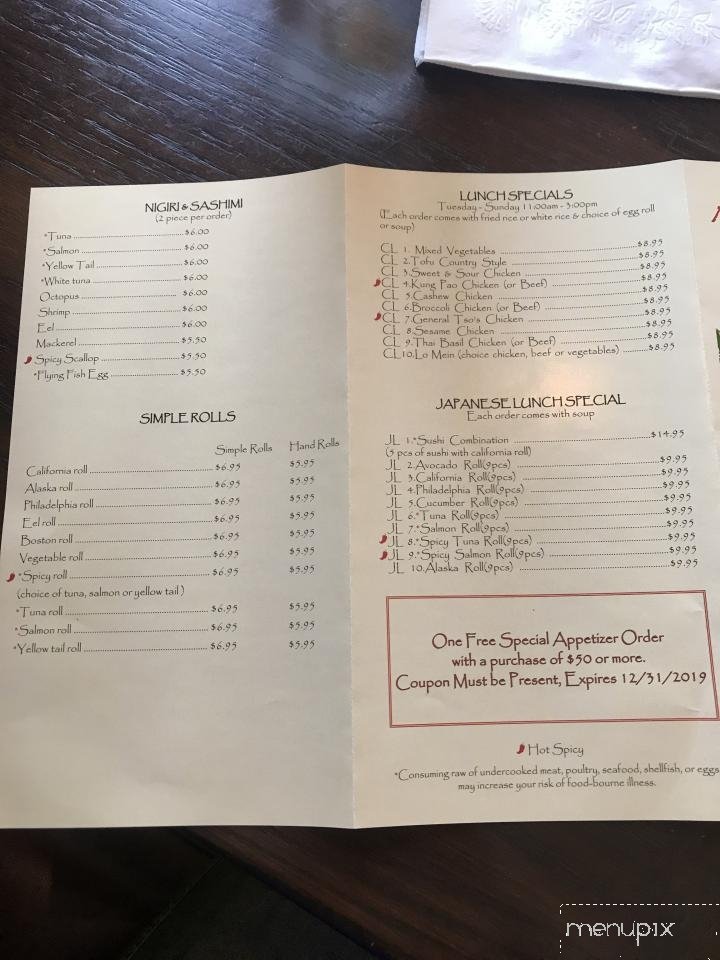 NIGIRI & SASHIMI
(2 piece per order)
*Tuna $6.00
*Salmon $6.00
*Yellow Tail $6.00
*White tuna $6.00
Octopus $6.00
Shrimp $6.00
Eel $6.00
Mackerel $5.50
Spicy Scallop $5.50
*Flying Fish Egg $5.50
SIMPLE ROLLS
Simple Rolls Hand Rolls
California roll $6.95 $5.95
Alaska roll $6.95 $5.95
Philadelphia roll $6.95 $5.95
Eel roll $6.95 $5.95
Boston roll $6.95 $5.95
Vegetable roll $6.95 $5.95
*Spicy roll $6.95 $5.95
(choice of tuna, salmon or yellow tail)
*Tuna roll $6.95 $5.95
*Salmon roll $6.95 $5.95
*Yellow tail roll $6.95 $5.95
LUNCH SPECIALS
Tuesday - Sunday 11:00am - 3:00pm
(Each order comes with fried rice or white rice & choice of egg roll
or soup)
CL 1. Mixed Vegetables $8.95
CL 2.Tofu Country Style $8.95
CL 3.Sweet & Sour Chicken $8.95
CL 4.Kung Pao Chicken (or Beef) $8.95
CL 5.Cashew Chicken $8.95
CL 6.Broccoli Chicken (or Beef) $8.95
CL 7.General Tso's Chicken $8.95
CL 8.Sesame Chicken $8.95
CL 9.Thai Basil Chicken (or Beef) $8.95
CL 10.Lo Mein (choice chicken, beef or vegetables) $8.95
JAPANESE LUNCH SPECIAL
Each order comes with soup
JL 1.*Sushi Combination $14.95
(5 pcs of sushi with california roll)
JL 2.Avocado Roll(9pcs) $9.95
JL 3.California Roll(9pcs) $9.95
JL 4.Philadelphia Roll(9pcs) $9.95
JL 5.Cucumber Roll(9pcs) $9.95
JL 6.*Tuna Roll(9pcs) $9.95
JL 7.*Salmon Roll(9pcs) $9.95
JL 8.*Spicy Tuna Roll(9pcs) $9.95
JL 9.*Spicy Salmon Roll(9pcs) $9.95
JL 10.Alaska Roll(9pcs) $9.95
One Free Special Appetizer Order
with a purchase of $50 or more.
Coupon Must be Present, Expires 12/31/2019
Hot Spicy
*Consuming raw of undercooked meat, poultry, seafood, shellfish, or eggs
may increase your risk of food-bourne illness.
menupix